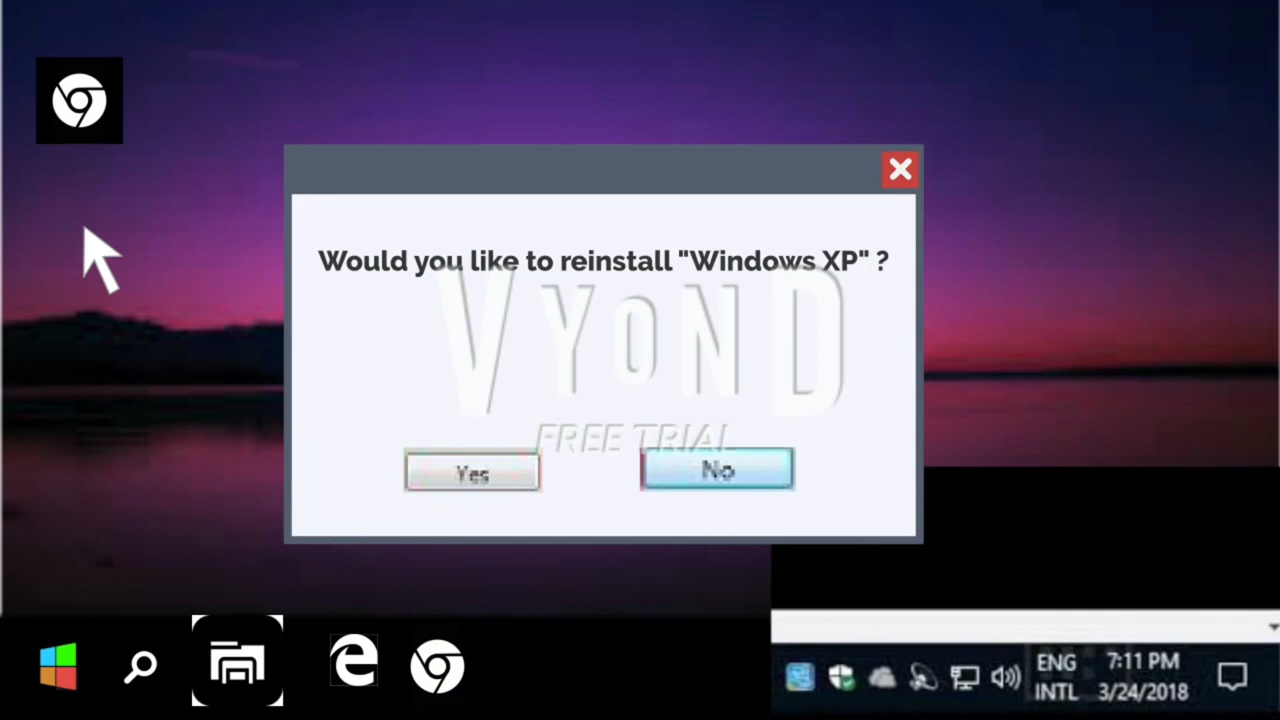 Would you like to reinstall "Windows XP" ?
VYOND
FREE TRIAL
Yes
No
ENG
7:11 PM
INTL
3/24/2018